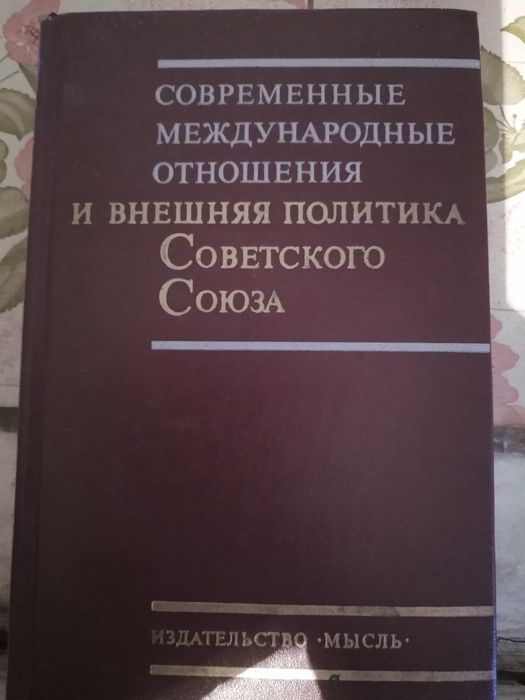 СОВРЕМЕННЫЕ
МЕЖДУНАРОДНЫЕ
ОТНОШЕНИЯ
И ВНЕШНЯЯ ПОЛИТИКА
СОВЕТСКОГО
СОЮЗА
ИЗДАТЕЛЬСТВО · МЫСЛЬ ·